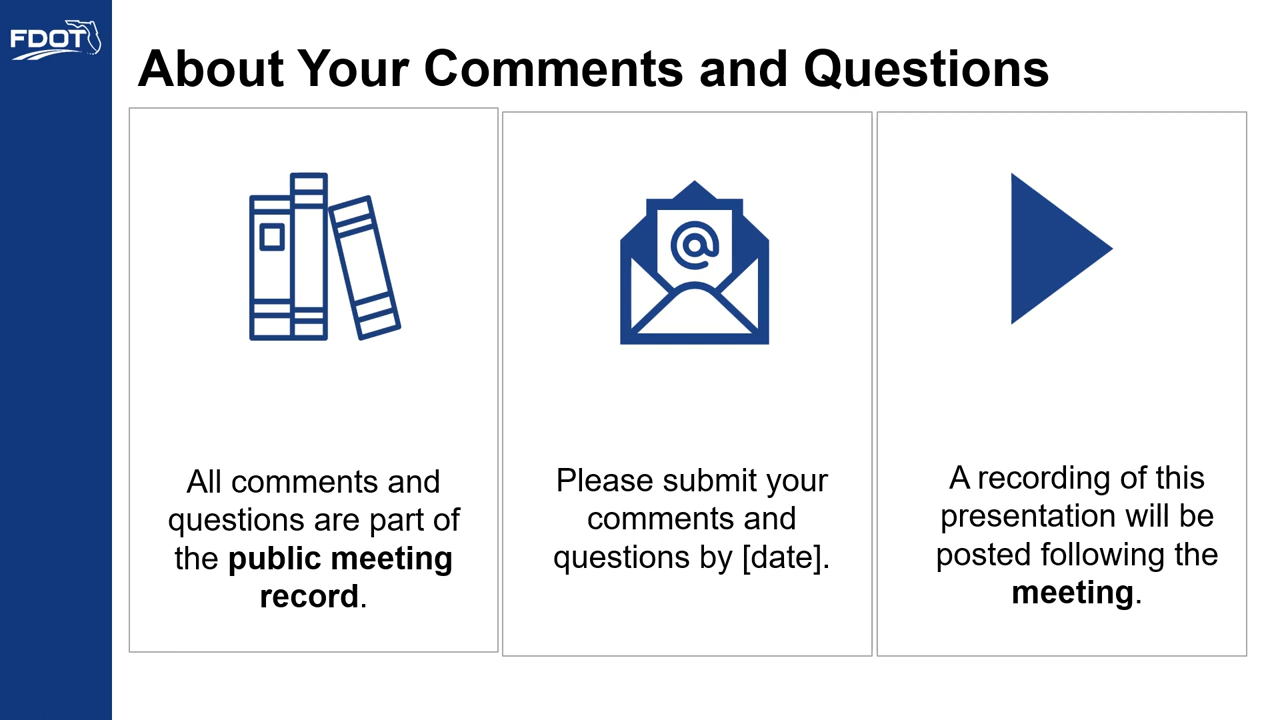 FDOT
About Your Comments and Questions
@
All comments and
questions are part of
the public meeting
record.
Please submit your
comments and
questions by [date].
A recording of this
presentation will be
posted following the
meeting.